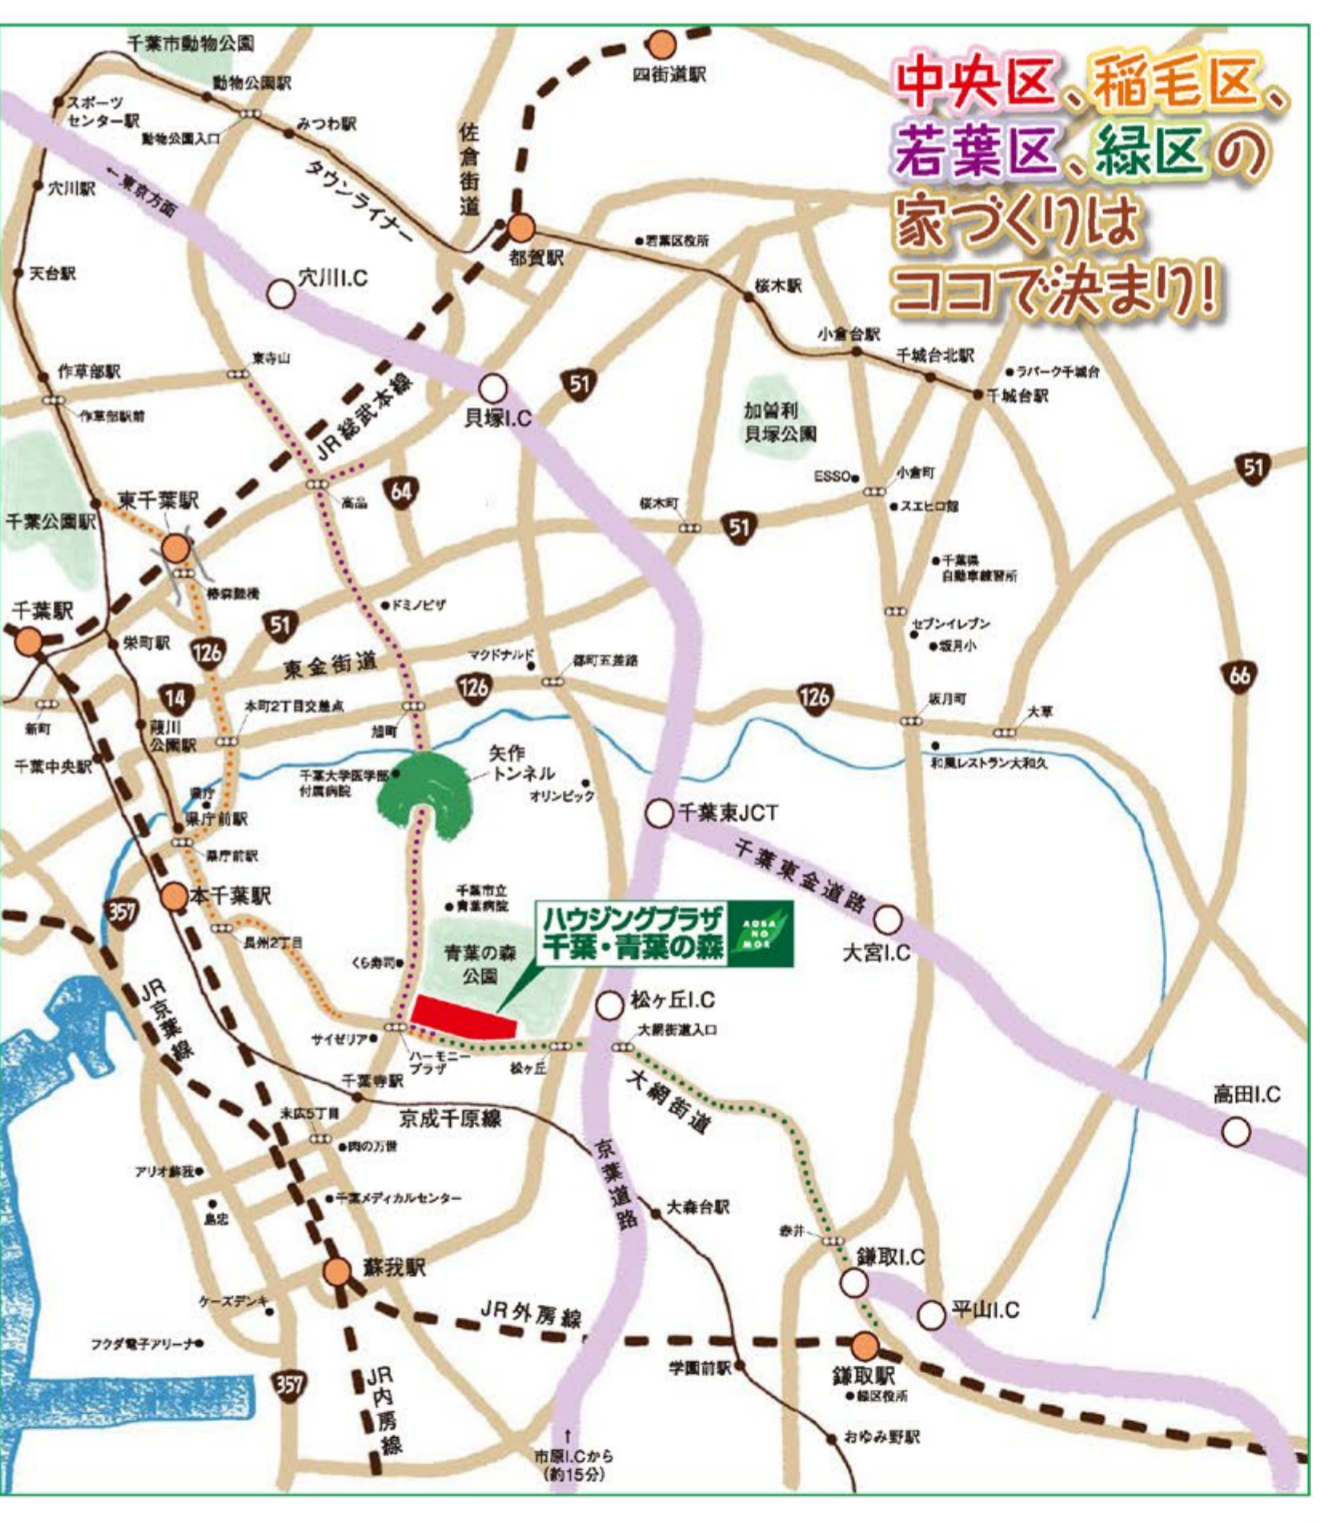 中央区、稲毛区、
若葉区、緑区の
家づくりは
ココで決まり!
千葉市動物公園
動物公園駅
スポーツ
センター駅
動物公園入口
みつわ駅
四街道駅
佐倉街道
タウンライナー
←東京方面
穴川駅
天台駅
穴川I.C
都賀駅
若葉区役所
桜木駅
小倉台駅
千城台北駅
ラパーク千城台
千城台駅
東寺山
作草部駅
作草部駅前
JR総武本線
貝塚I.C
51
加曽利
貝塚公園
ESSO
小倉町
スエヒロ館
51
64
高品
桜木町
51
東千葉駅
千葉公園駅
椿森陸橋
千葉県
自動車練習所
ドミノピザ
セブンイレブン
坂月小
千葉駅
栄町駅
51
126
東金街道
マクドナルド
都町五差路
66
14
126
126
本町2丁目交差点
坂月町
大草
新町
葭川
公園駅
旭町
千葉中央駅
矢作
トンネル
千葉大学医学部
付属病院
オリンピック
和風レストラン大和久
県庁
県庁前駅
県庁前駅
千葉東JCT
千葉東金道路
本千葉駅
357
長州2丁目
千葉市立
青葉病院
ハウジングプラザ
千葉・青葉の森
AOBA
NO
MORI
大宮I.C
くら寿司
青葉の森
公園
松ヶ丘I.C
大網街道入口
JR京葉線
サイゼリア
ハーモニー
プラザ
松ヶ丘
大網街道
千葉寺駅
京成千原線
高田I.C
末広5丁目
肉の万世
京葉道路
アリオ蘇我
千葉メディカルセンター
島忠
大森台駅
赤井
鎌取I.C
蘇我駅
平山I.C
ケーズデンキ
JR外房線
フクダ電子アリーナ
357
JR内房線
学園前駅
鎌取駅
緑区役所
おゆみ野駅
↑
市原I.Cから
(約15分)